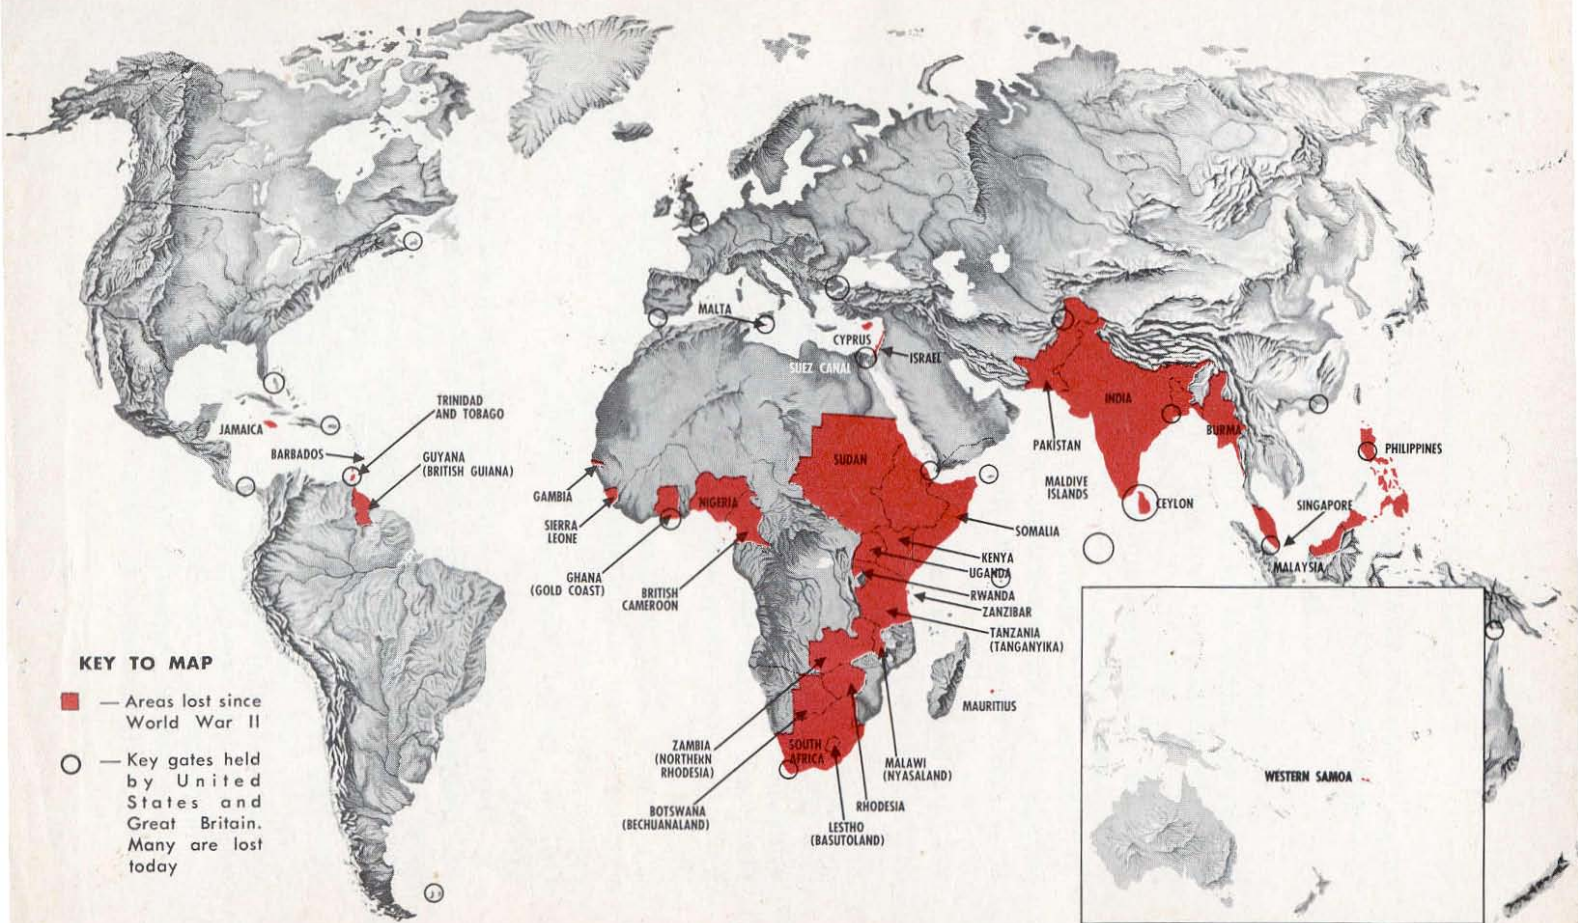 MALTA
CYPRUS
ISRAEL
SUEZ CANAL
TRINIDAD
AND TOBAGO
JAMAICA
BARBADOS
GUYANA
(BRITISH GUIANA)
GAMBIA
SIERRA
LEONE
GHANA
(GOLD COAST)
NIGERIA
BRITISH
CAMEROON
SUDAN
SOMALIA
KENYA
UGANDA
RWANDA
ZANZIBAR
TANZANIA
(TANGANYIKA)
MAURITIUS
PAKISTAN
INDIA
BURMA
MALDIVE
ISLANDS
CEYLON
PHILIPPINES
SINGAPORE
MALAYSIA
ZAMBIA
(NORTHERN
RHODESIA)
BOTSWANA
(BECHUANALAND)
SOUTH
AFRICA
LESTHO
(BASUTOLAND)
RHODESIA
MALAWI
(NYASALAND)
WESTERN SAMOA
KEY TO MAP
— Areas lost since
World War II
— Key gates held
by United
States and
Great Britain.
Many are lost
today